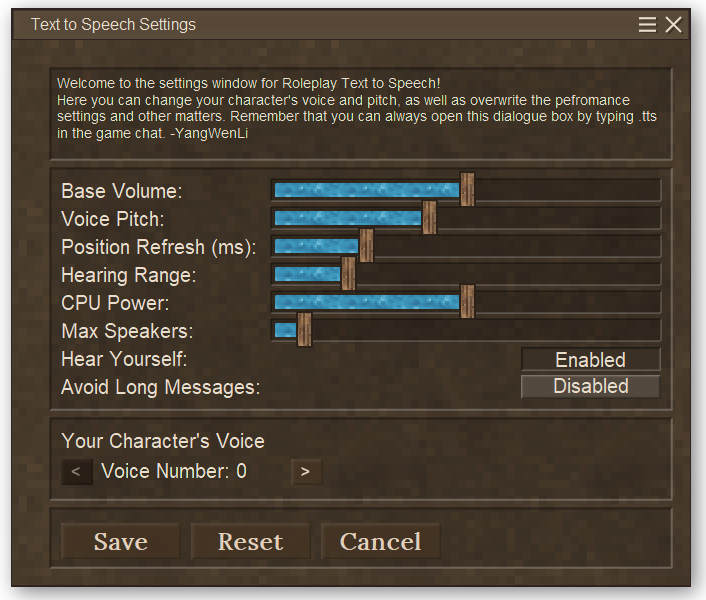 Text to Speech Settings
Welcome to the settings window for Roleplay Text to Speech!
Here you can change your character's voice and pitch, as well as overwrite the pefromance
settings and other matters. Remember that you can always open this dialogue box by typing .tts
in the game chat. -YangWenLi
Base Volume:
Voice Pitch:
Position Refresh (ms):
Hearing Range:
CPU Power:
Max Speakers:
Hear Yourself: Enabled
Avoid Long Messages: Disabled
Your Character's Voice
< Voice Number: 0 >
Save Reset Cancel